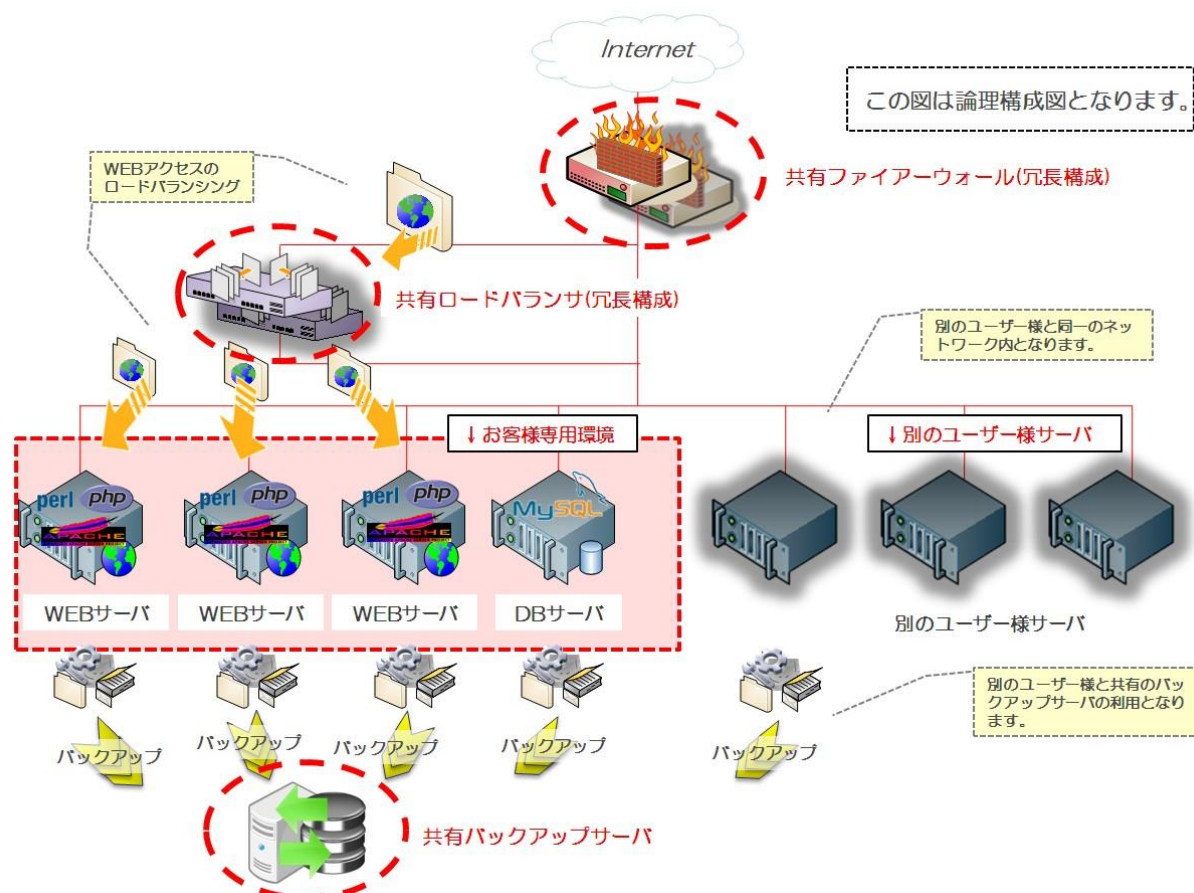 Internet
この図は論理構成図となります。
共有ファイアーウォール(冗長構成)
WEBアクセスの
ロードバランシング
共有ロードバランサ(冗長構成)
別のユーザー様と同一のネッ
トワーク内となります。
↓お客様専用環境
↓別のユーザー様サーバ
perl php
APACHE
perl php
APACHE
perl php
APACHE
MySQL
WEBサーバ
WEBサーバ
WEBサーバ
DBサーバ
別のユーザー様サーバ
別のユーザー様と共有のバッ
クアップサーバの利用となり
ます。
バックアップ
バックアップ
バックアップ
バックアップ
バックアップ
共有バックアップサーバ